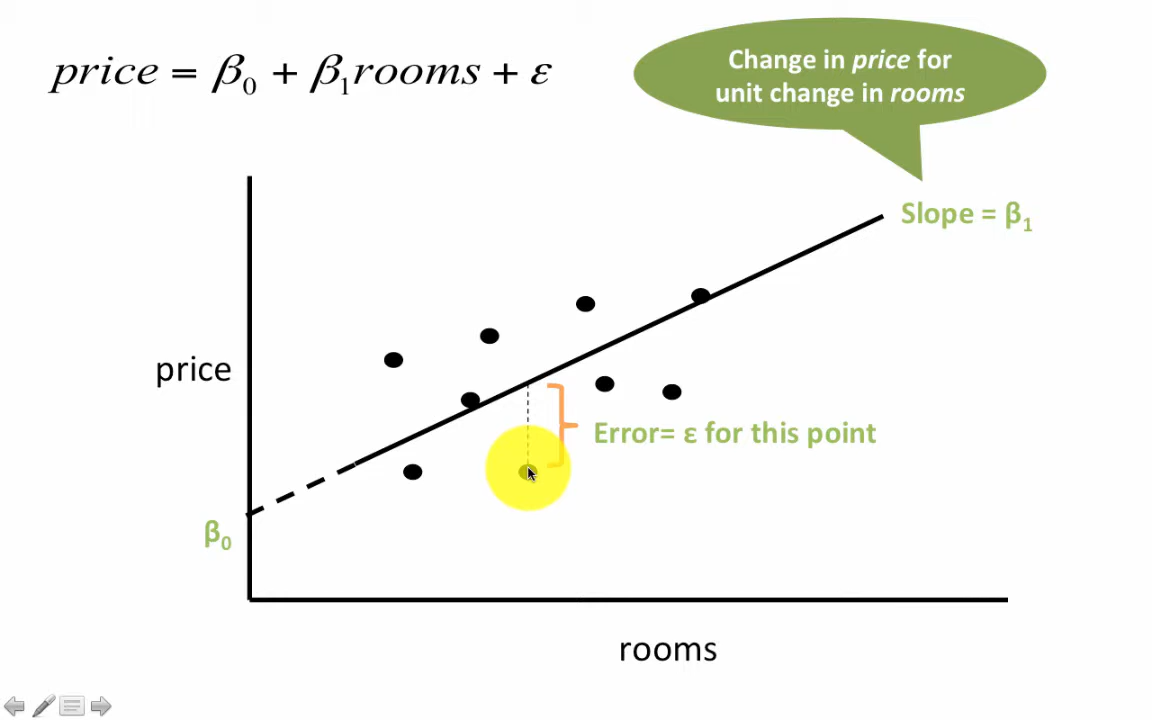 price = β₀ + β₁rooms + ε
Change in price for
unit change in rooms
Slope = β₁
price
Error= ε for this point
β₀
rooms